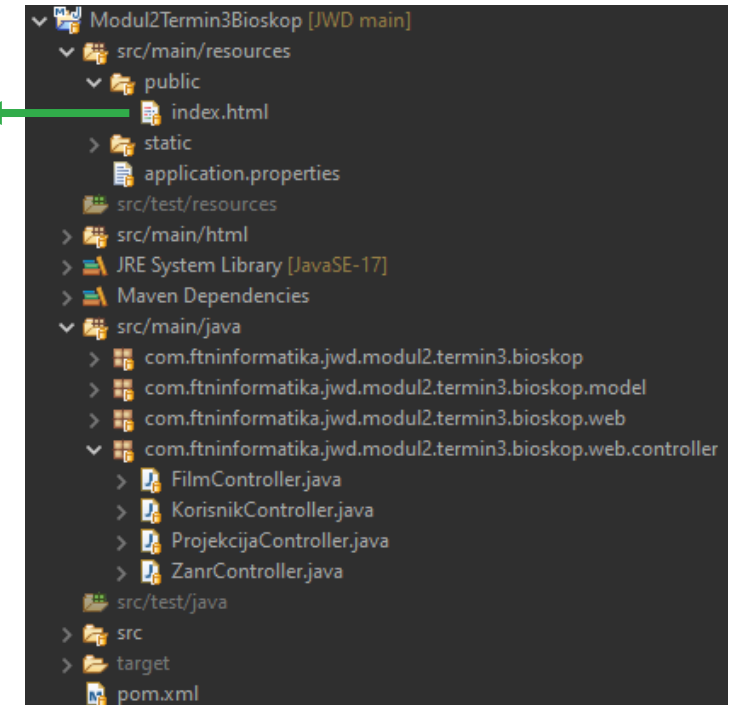 Modul2Termin3Bioskop [JWD main]
src/main/resources
public
index.html
static
application.properties
src/test/resources
src/main/html
JRE System Library [JavaSE-17]
Maven Dependencies
src/main/java
com.ftninformatika.jwd.modul2.termin3.bioskop
com.ftninformatika.jwd.modul2.termin3.bioskop.model
com.ftninformatika.jwd.modul2.termin3.bioskop.web
com.ftninformatika.jwd.modul2.termin3.bioskop.web.controller
FilmController.java
KorisnikController.java
ProjekcijaController.java
ZanrController.java
src/test/java
src
target
pom.xml